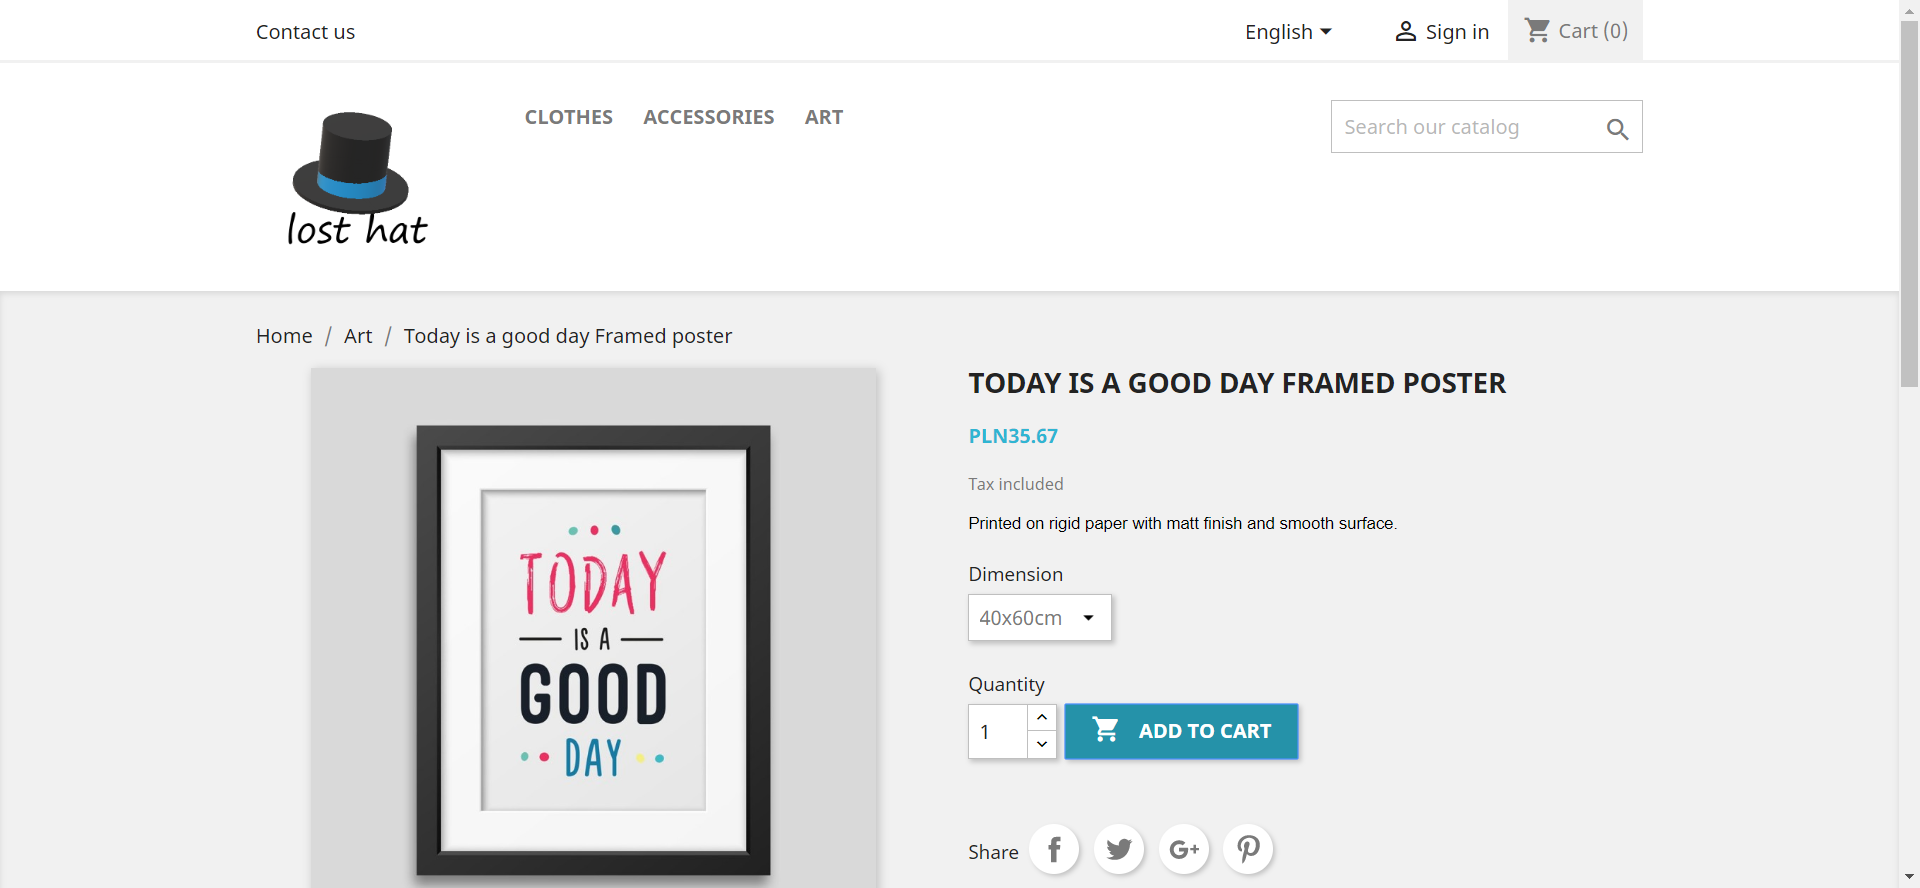 Contact us
English
Sign in
Cart (0)
lost hat
CLOTHES
ACCESSORIES
ART
Search our catalog
Home / Art / Today is a good day Framed poster
TODAY
IS A
GOOD
DAY
TODAY IS A GOOD DAY FRAMED POSTER
PLN35.67
Tax included
Printed on rigid paper with matt finish and smooth surface.
Dimension
40x60cm
Quantity
1
ADD TO CART
Share